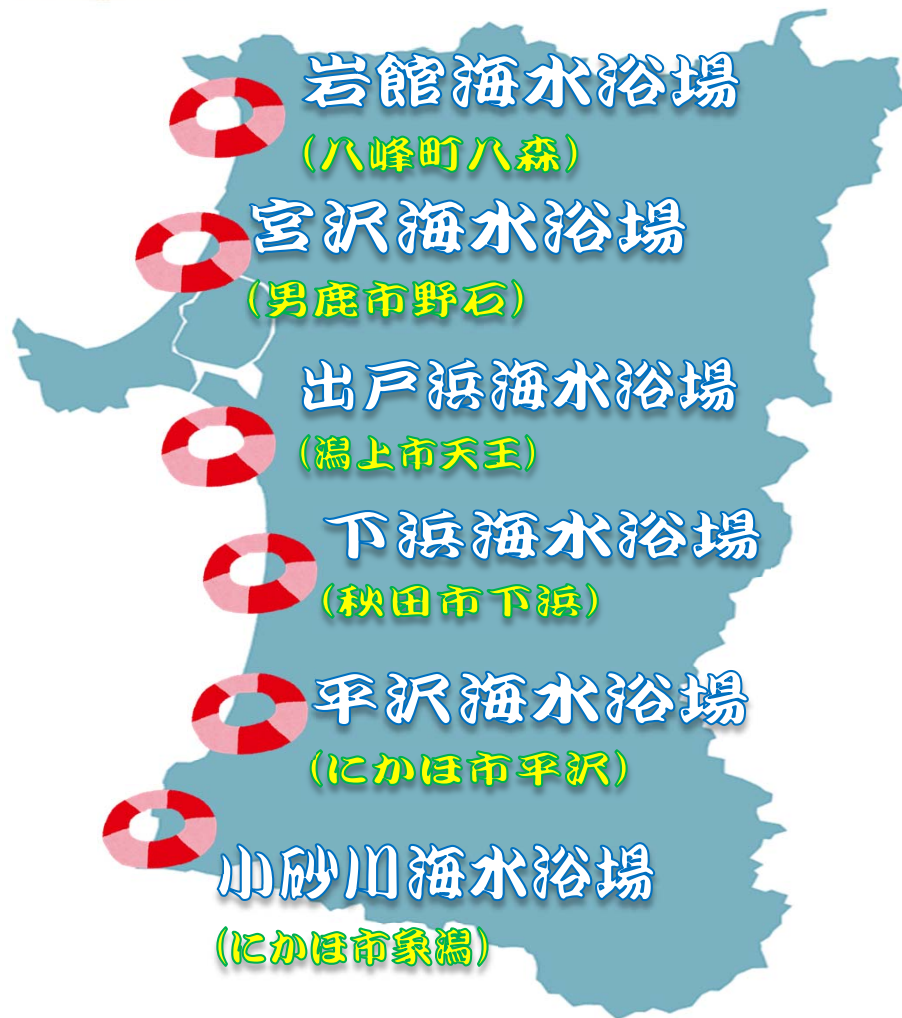 岩館海水浴場
(八峰町八森)
宮沢海水浴場
(男鹿市野石)
出戸浜海水浴場
(潟上市天王)
下浜海水浴場
(秋田市下浜)
平沢海水浴場
(にかほ市平沢)
小砂川海水浴場
(にかほ市象潟)